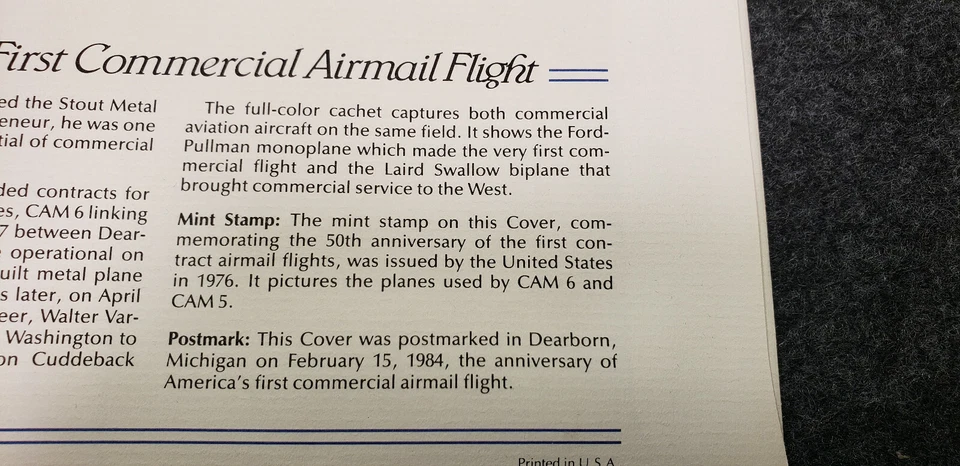 First Commercial Airmail Flight
ed the Stout Metal
eneur, he was one
tial of commercial
ded contracts for
es, CAM 6 linking
7 between Dear-
operational on
uilt metal plane
s later, on April
eer, Walter Var-
Washington to
on Cuddeback
The full-color cachet captures both commercial
aviation aircraft on the same field. It shows the Ford-
Pullman monoplane which made the very first com-
mercial flight and the Laird Swallow biplane that
brought commercial service to the West.
Mint Stamp: The mint stamp on this Cover, com-
memorating the 50th anniversary of the first con-
tract airmail flights, was issued by the United States
in 1976. It pictures the planes used by CAM 6 and
CAM 5.
Postmark: This Cover was postmarked in Dearborn,
Michigan on February 15, 1984, the anniversary of
America's first commercial airmail flight.
Printed in U.S.A.